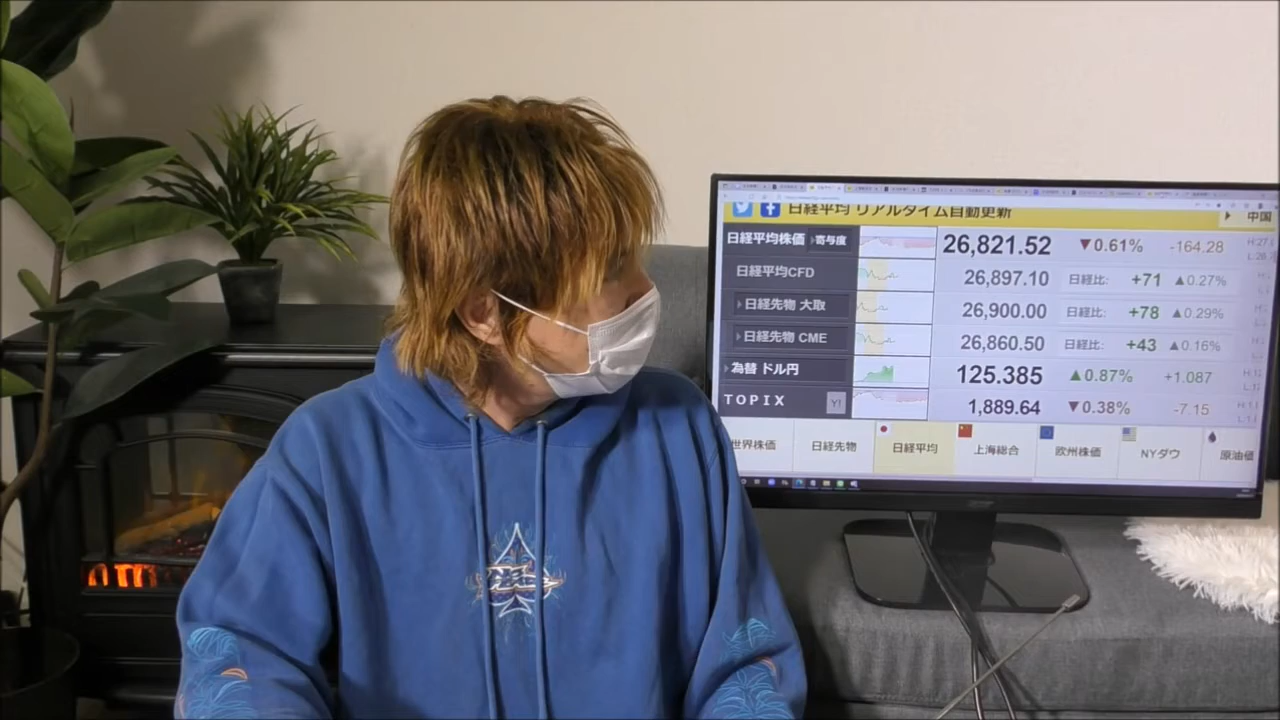 日経平均 リアルタイム自動更新
中国
日経平均株価 寄与度 26,821.52 ▼0.61% -164.28
日経平均CFD 26,897.10 日経比: +71 ▲0.27%
日経先物 大取 26,900.00 日経比: +78 ▲0.29%
日経先物 CME 26,860.50 日経比: +43 ▲0.16%
為替 ドル円 125.385 ▲0.87% +1.087
TOPIX Y! 1,889.64 ▼0.38% -7.15
世界株価 日経先物 日経平均 上海総合 欧州株価 NYダウ 原油価
acer